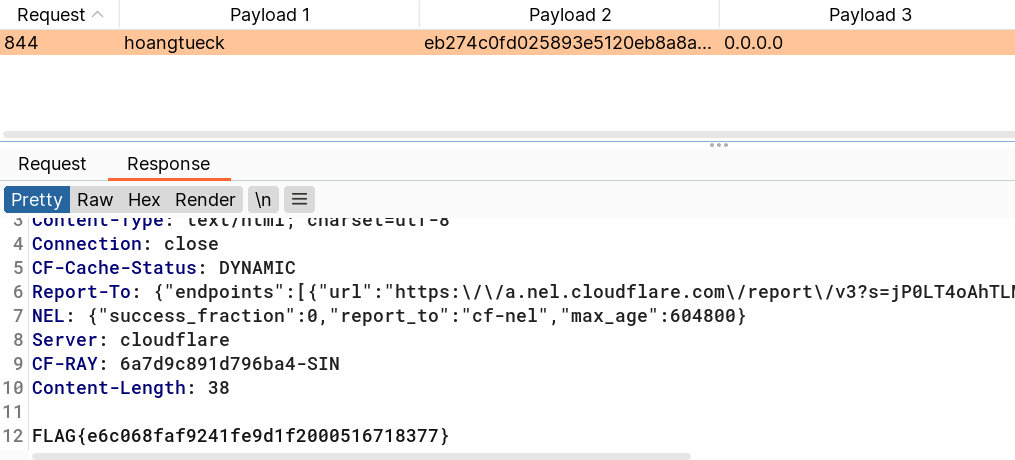 Request Payload 1 Payload 2 Payload 3
844 hoangtueck eb274c0fd025893e5120eb8a8a... 0.0.0.0
Request Response
Pretty Raw Hex Render \n
3 Content-Type: text/html; charset=utf-8
4 Connection: close
5 CF-Cache-Status: DYNAMIC
6 Report-To: {"endpoints":[{"url":"https:\/\/a.nel.cloudflare.com\/report\/v3?s=jP0LT4oAhTLM
7 NEL: {"success_fraction":0,"report_to":"cf-nel","max_age":604800}
8 Server: cloudflare
9 CF-RAY: 6a7d9c891d796ba4-SIN
10 Content-Length: 38
11
12 FLAG{e6c068faf9241fe9d1f2000516718377}